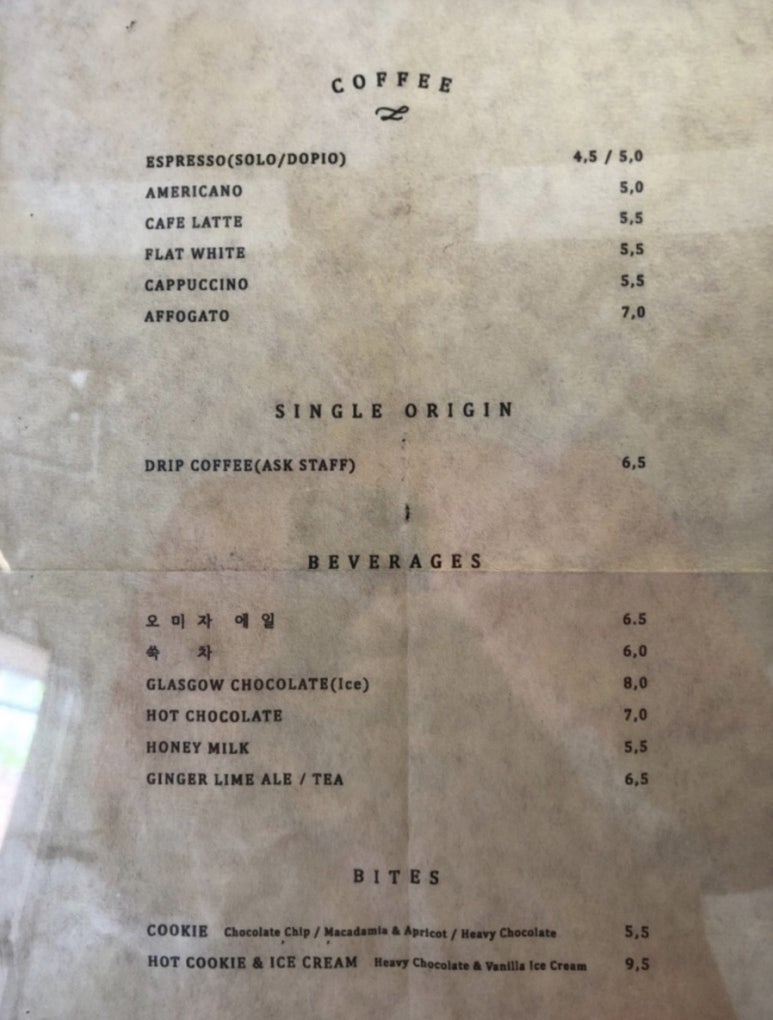 COFFEE
ESPRESSO(SOLO/DOPIO) 4,5 / 5,0
AMERICANO 5,0
CAFE LATTE 5,5
FLAT WHITE 5,5
CAPPUCCINO 5,5
AFFOGATO 7,0
SINGLE ORIGIN
DRIP COFFEE(ASK STAFF) 6,5
BEVERAGES
오미자 에일 6.5
쑥 차 6,0
GLASGOW CHOCOLATE(Ice) 8,0
HOT CHOCOLATE 7,0
HONEY MILK 5,5
GINGER LIME ALE / TEA 6,5
BITES
COOKIE Chocolate Chip / Macadamia & Apricot / Heavy Chocolate 5,5
HOT COOKIE & ICE CREAM Heavy Chocolate & Vanilla Ice Cream 9,5